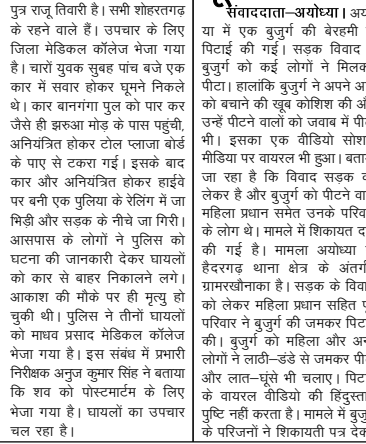 पुत्र राजू तिवारी है। सभी शोहरतगढ़
के रहने वाले हैं। उपचार के लिए
जिला मेडिकल कॉलेज भेजा गया
है। चारों युवक सुबह पांच बजे एक
कार में सवार होकर घूमने निकले
थे। कार बानगंगा पुल को पार कर
जैसे ही झरुआ मोड़ के पास पहुंची,
अनियंत्रित होकर टोल प्लाजा बोर्ड
के पाए से टकरा गई। इसके बाद
कार और अनियंत्रित होकर हाईवे
पर बनी एक पुलिया के रेलिंग में जा
भिड़ी और सड़क के नीचे जा गिरी।
आसपास के लोगों ने पुलिस को
घटना की जानकारी देकर घायलों
को कार से बाहर निकालने लगे।
आकाश की मौके पर ही मृत्यु हो
चुकी थी। पुलिस ने तीनों घायलों
को माधव प्रसाद मेडिकल कॉलेज
भेजा गया है। इस संबंध में प्रभारी
निरीक्षक अनुज कुमार सिंह ने बताया
कि शव को पोस्टमार्टम के लिए
भेजा गया है। घायलों का उपचार
चल रहा है।
संवाददाता–अयोध्या।
या में एक बुजुर्ग की बेरहमी
पिटाई की गई। सड़क विवाद
बुजुर्ग को कई लोगों ने मिलक
पीटा। हालांकि बुजुर्ग ने अपने
को बचाने की खूब कोशिश की
उन्हें पीटने वालों को जवाब में
भी। इसका एक वीडियो सोश
मीडिया पर वायरल भी हुआ। बता
जा रहा है कि विवाद सड़क
लेकर है और बुजुर्ग को पीटने वा
महिला प्रधान समेत उनके परिव
के लोग थे। मामले में शिकायत
की गई है। मामला अयोध्या
हैदरगढ़ थाना क्षेत्र के अंतर्ग
ग्रामरखौनाका है। सड़क के विवा
को लेकर महिला प्रधान सहित
परिवार ने बुजुर्ग की जमकर पिट
की। बुजुर्ग को महिला और
लोगों ने लाठी–डंडे से जमकर पी
और लात–घूंसे भी चलाए। पिट
के वायरल वीडियो की हिंदुस्ता
पुष्टि नहीं करता है। मामले में बुजु
के परिजनों ने शिकायती पत्र देक